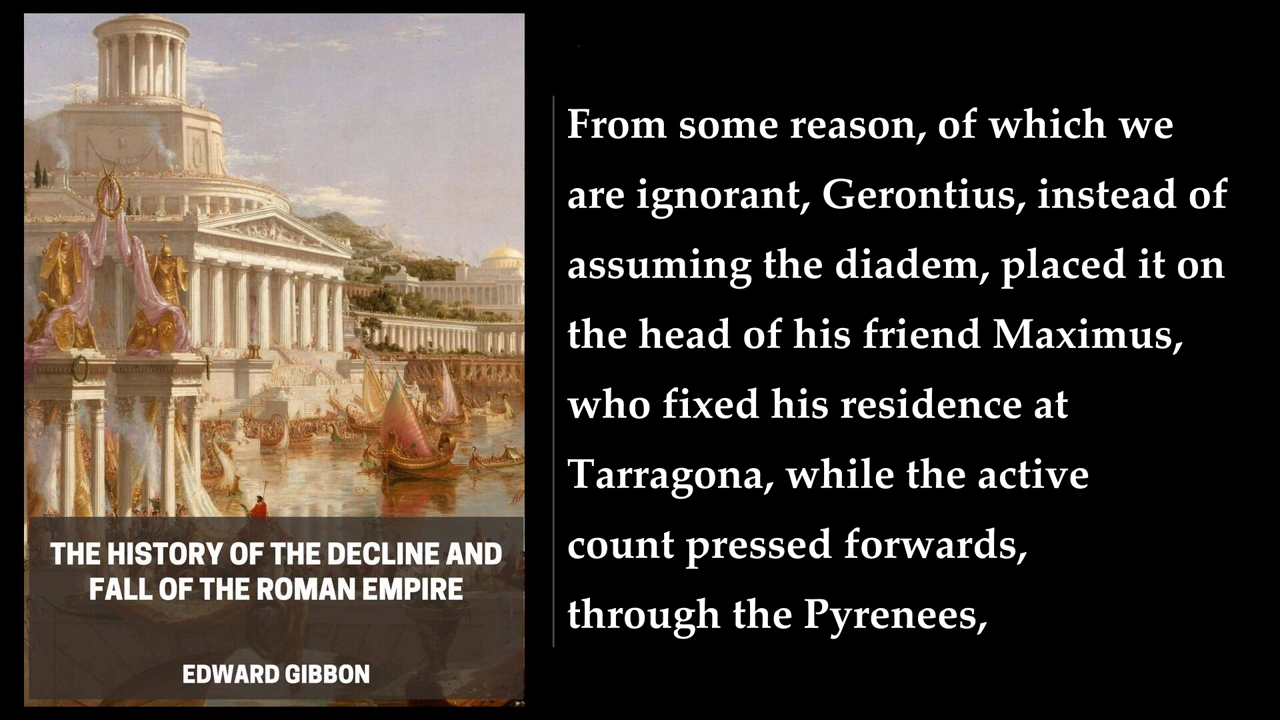 THE HISTORY OF THE DECLINE AND
FALL OF THE ROMAN EMPIRE
EDWARD GIBBON
From some reason, of which we
are ignorant, Gerontius, instead of
assuming the diadem, placed it on
the head of his friend Maximus,
who fixed his residence at
Tarragona, while the active
count pressed forwards,
through the Pyrenees,